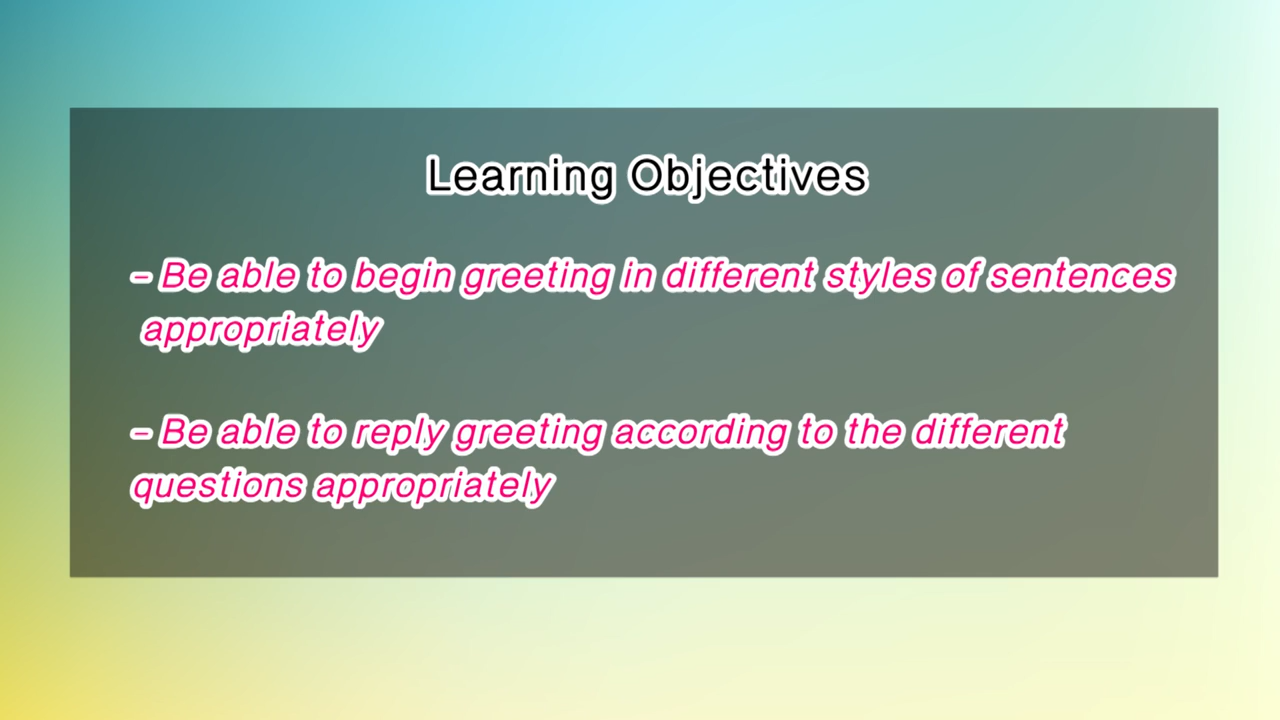 Learning Objectives
- Be able to begin greeting in different styles of sentences
appropriately
- Be able to reply greeting according to the different
questions appropriately